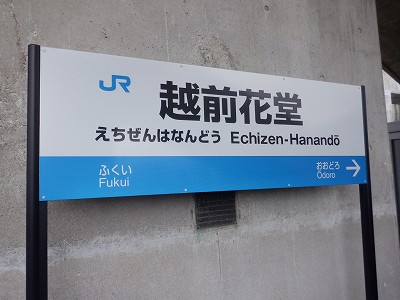 JR
越前花堂
えちぜんはなんどう Echizen-Hanandō
ふくい おおどろ
Fukui Ōdoro →